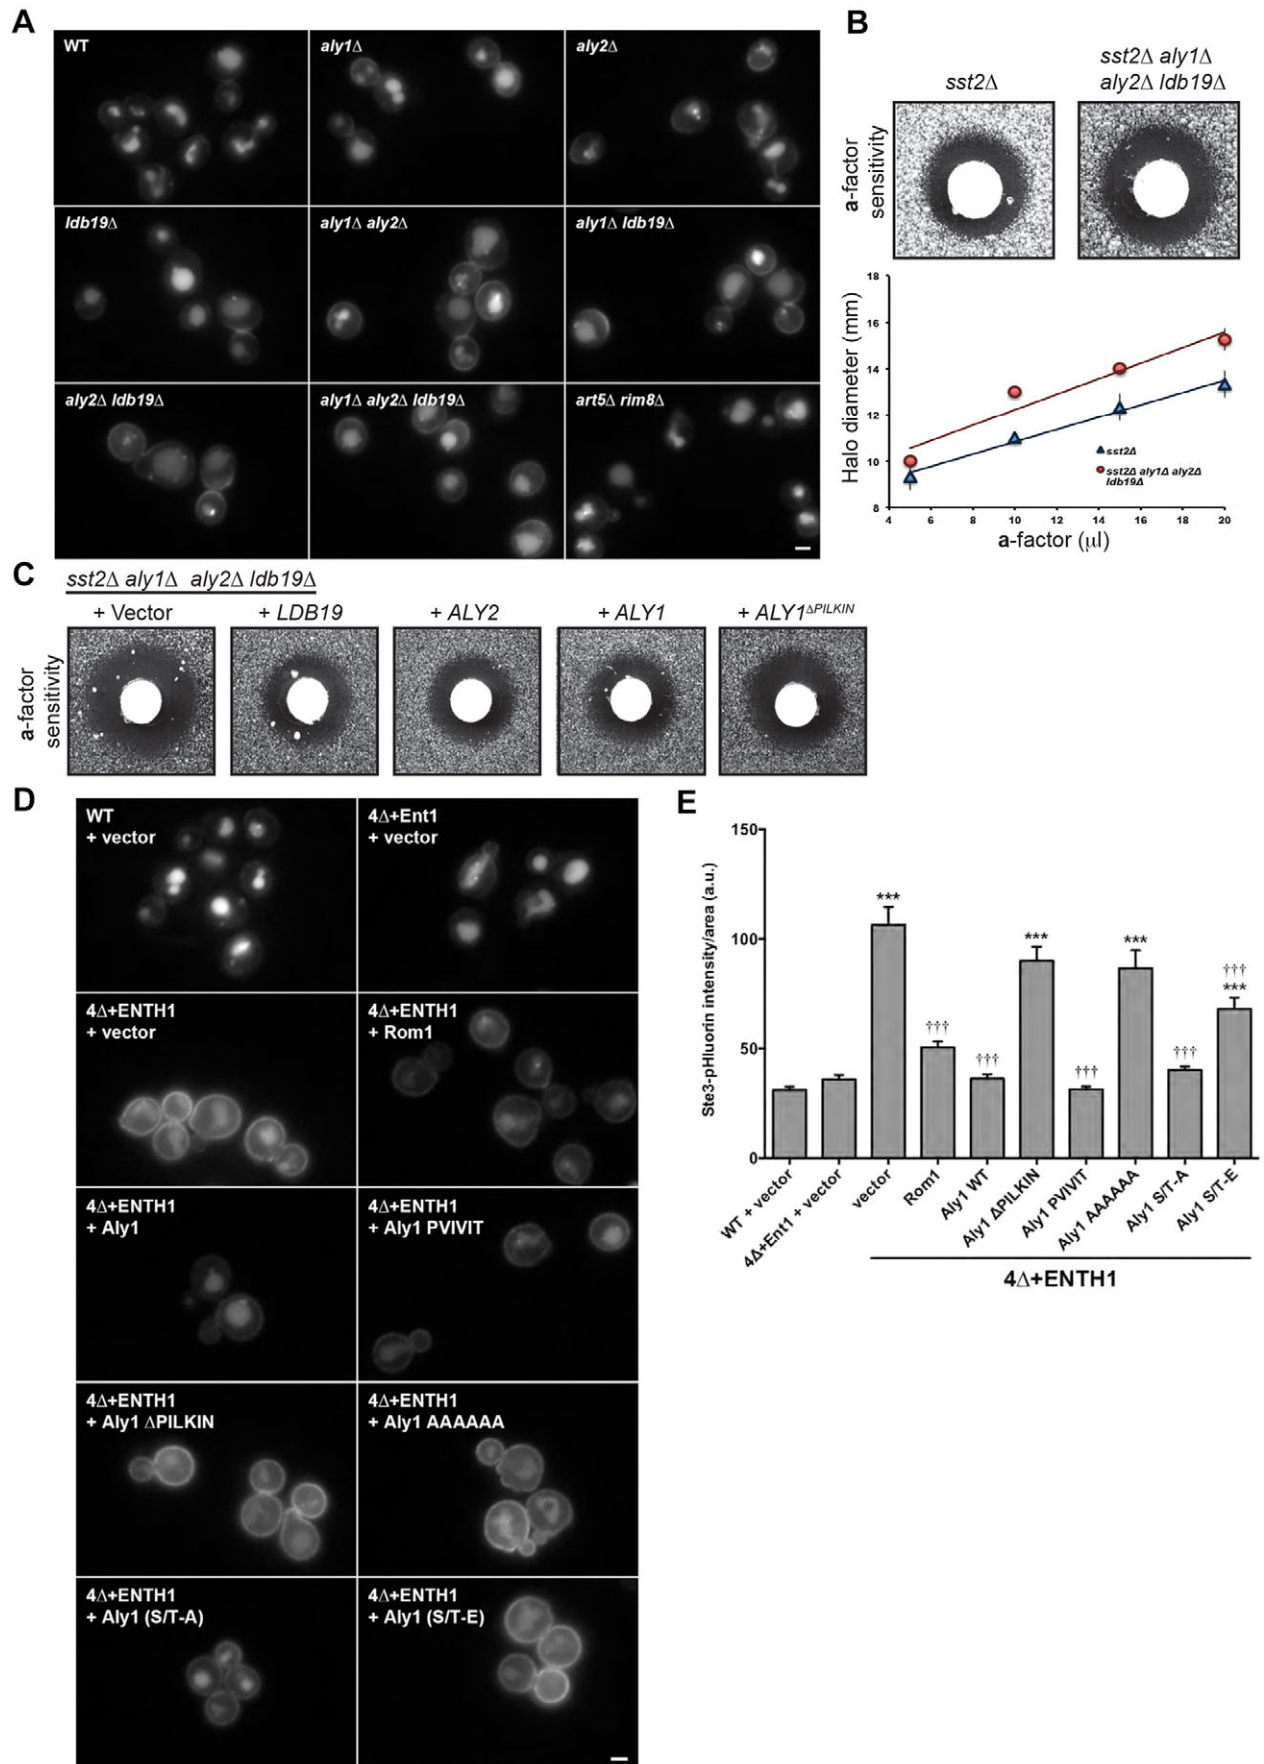 A
WT
aly1Δ
aly2Δ
ldb19Δ
aly1Δ aly2Δ
aly1Δ ldb19Δ
aly2Δ ldb19Δ
aly1Δ aly2Δ ldb19Δ
art5Δ rim8Δ
B
sst2Δ
sst2Δ aly1Δ
aly2Δ ldb19Δ
a-factor
sensitivity
Halo diameter (mm)
18
16
14
12
10
8
4 6 8 10 12 14 16 18 20
a-factor (μl)
sst2Δ
sst2Δ aly1Δ aly2Δ
ldb19Δ
C
sst2Δ aly1Δ aly2Δ ldb19Δ
+ Vector
+ LDB19
+ ALY2
+ ALY1
+ ALY1ΔPILKIN
a-factor
sensitivity
D
WT
+ vector
4Δ+Ent1
+ vector
4Δ+ENTH1
+ vector
4Δ+ENTH1
+ Rom1
4Δ+ENTH1
+ Aly1
4Δ+ENTH1
+ Aly1 PVIVIT
4Δ+ENTH1
+ Aly1 ΔPILKIN
4Δ+ENTH1
+ Aly1 AAAAAA
4Δ+ENTH1
+ Aly1 (S/T-A)
4Δ+ENTH1
+ Aly1 (S/T-E)
E
Ste3-pHluorin intensity/area (a.u.)
150
100
50
0
***
†††
†††
***
†††
***
†††
†††
***
WT + vector
4Δ+Ent1 + vector
vector
Rom1
Aly1 WT
Aly1 ΔPILKIN
Aly1 PVIVIT
Aly1 AAAAAA
Aly1 S/T-A
Aly1 S/T-E
4Δ+ENTH1